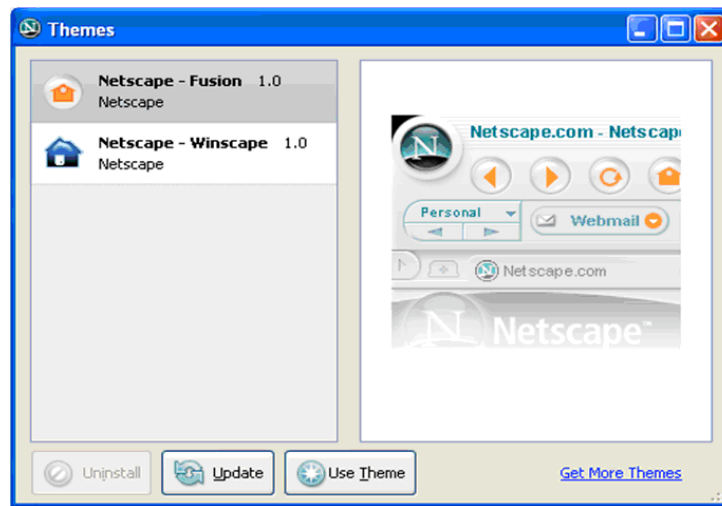 Themes
Netscape - Fusion 1.0
Netscape
Netscape - Winscape 1.0
Netscape
N
Netscape.com - Netscap
Personal
Webmail
Netscape.com
N Netscape™
Uninstall
Update
Use Theme
Get More Themes